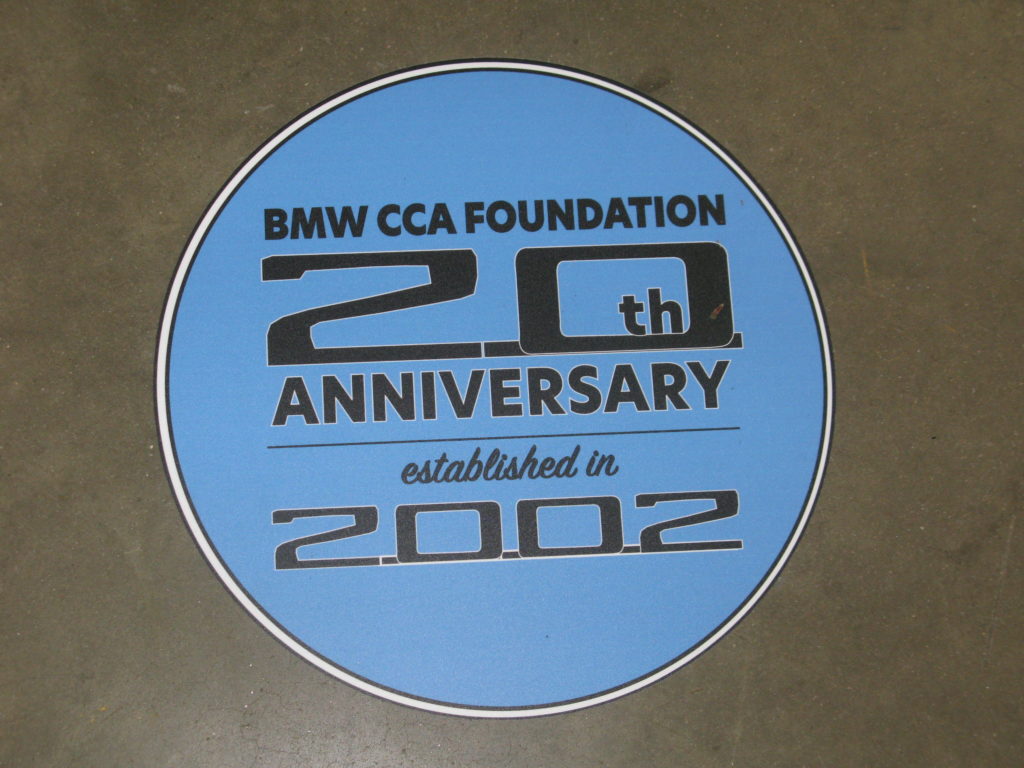 BMW CCA FOUNDATION
20th
ANNIVERSARY
established in
2002